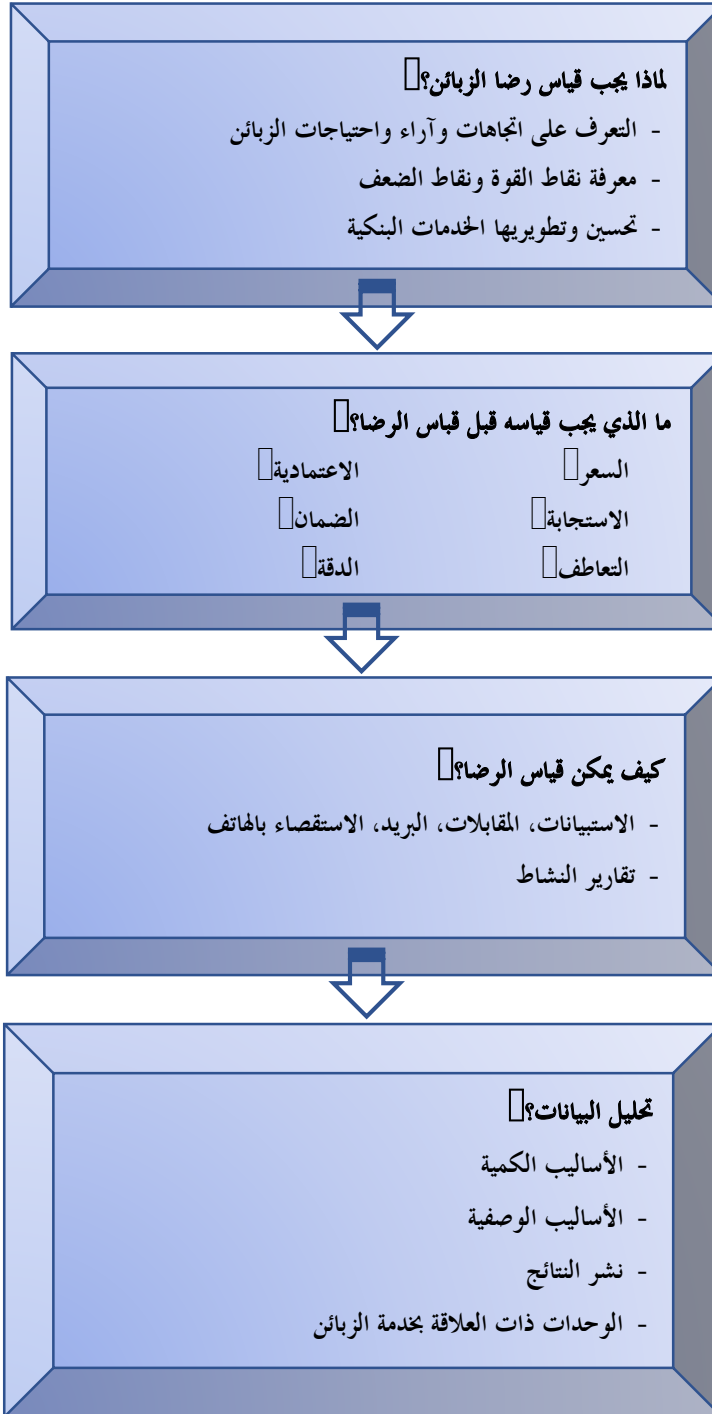 لماذا يجب قياس رضا الزبائن؟
- التعرف على اتجاهات وآراء واحتياجات الزبائن
- معرفة نقاط القوة ونقاط الضعف
- تحسين وتطويريها الخدمات البنكية
ما الذي يجب قياسه قبل قباس الرضا؟
السعر الاعتمادية
الاستجابة الضمان
التعاطف الدقة
كيف يمكن قياس الرضا؟
- الاستبيانات، المقابلات، البريد، الاستقصاء بالهاتف
- تقارير النشاط
تحليل البيانات؟
- الأساليب الكمية
- الأساليب الوصفية
- نشر النتائج
- الوحدات ذات العلاقة بخدمة الزبائن